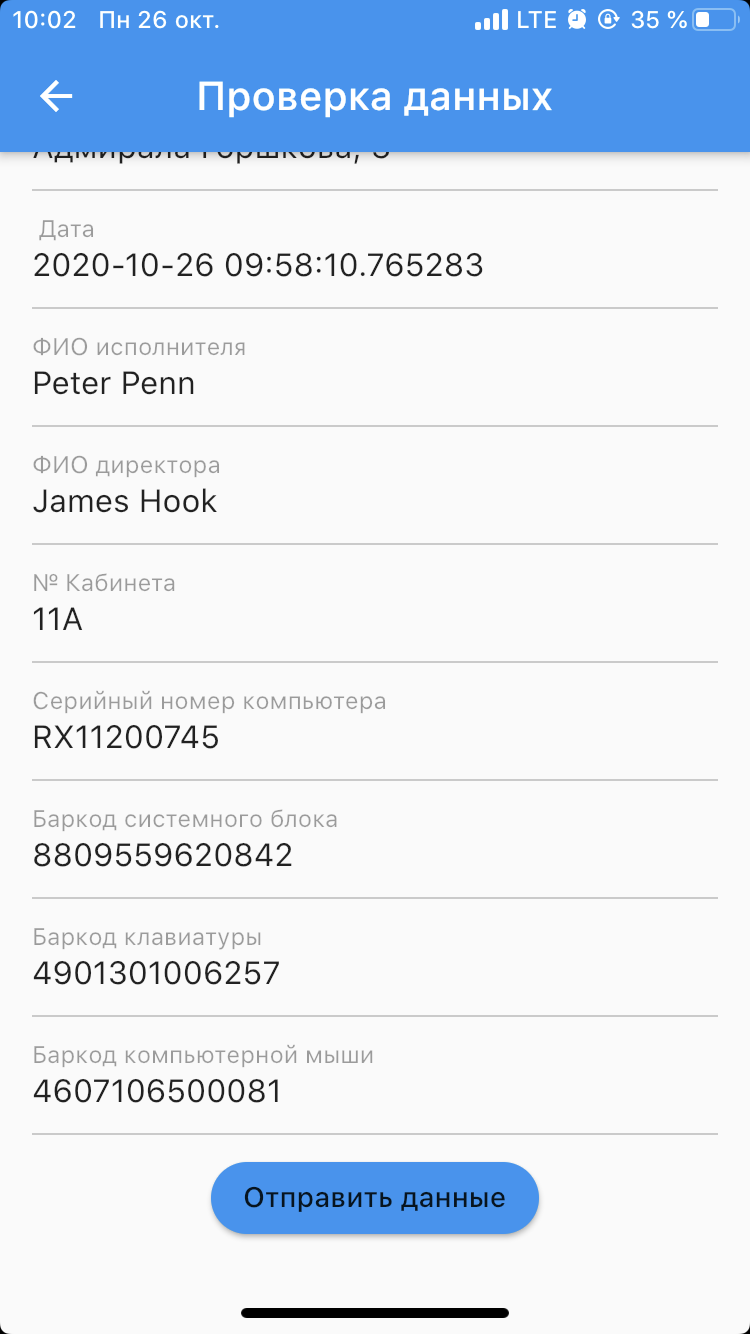 10:02 Пн 26 окт. LTE 35 %
Проверка данных
Адмирала Горшкова,
Дата
2020-10-26 09:58:10.765283
ФИО исполнителя
Peter Penn
ФИО директора
James Hook
№ Кабинета
11A
Серийный номер компьютера
RX11200745
Баркод системного блока
8809559620842
Баркод клавиатуры
4901301006257
Баркод компьютерной мыши
4607106500081
Отправить данные